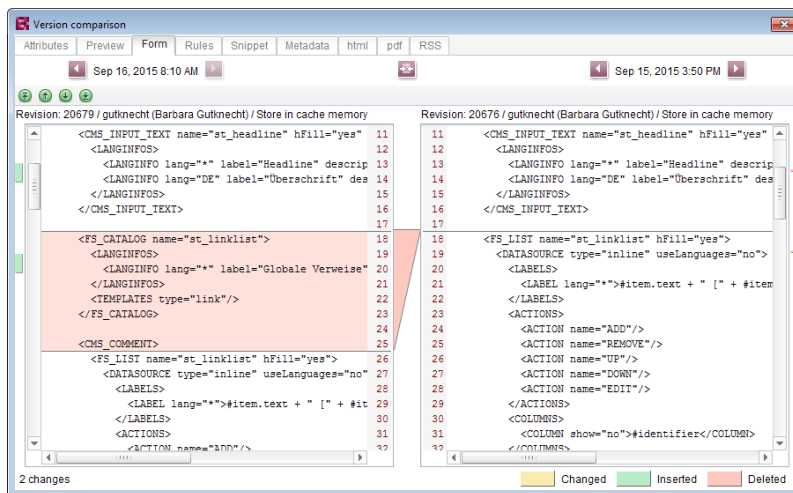 Version comparison
Attributes Preview Form Rules Snippet Metadata html pdf RSS
Sep 16, 2015 8:10 AM Sep 15, 2015 3:50 PM
Revision: 20679 / gutknecht (Barbara Gutknecht) / Store in cache memory
<CMS_INPUT_TEXT name="st_headline" hFill="yes" 11
<LANGINFOS> 12
<LANGINFO lang="*" label="Headline" descrip 13
<LANGINFO lang="DE" label="Überschrift" des 14
</LANGINFOS> 15
</CMS_INPUT_TEXT> 16
17
<FS_CATALOG name="st_linklist"> 18
<LANGINFOS> 19
<LANGINFO lang="*" label="Globale Verweise" 20
</LANGINFOS> 21
<TEMPLATES type="link"/> 22
</FS_CATALOG> 23
24
<CMS_COMMENT> 25
<FS_LIST name="st_linklist" hFill="yes"> 26
<DATASOURCE type="inline" useLanguages="no" 27
<LABELS> 28
<LABEL lang="*">#item.text + " [" + #it 29
</LABELS> 30
<ACTIONS> 31
<ACTION name="ADD"/> 32
Revision: 20676 / gutknecht (Barbara Gutknecht) / Store in cache memory
11 <CMS_INPUT_TEXT name="st_headline" hFill="yes"
12 <LANGINFOS>
13 <LANGINFO lang="*" label="Headline" descrip
14 <LANGINFO lang="DE" label="Überschrift" des
15 </LANGINFOS>
16 </CMS_INPUT_TEXT>
17
18 <FS_LIST name="st_linklist" hFill="yes">
19 <DATASOURCE type="inline" useLanguages="no">
20 <LABELS>
21 <LABEL lang="*">#item.text + " [" + #item
22 </LABELS>
23 <ACTIONS>
24 <ACTION name="ADD"/>
25 <ACTION name="REMOVE"/>
26 <ACTION name="UP"/>
27 <ACTION name="DOWN"/>
28 <ACTION name="EDIT"/>
29 </ACTIONS>
30 <COLUMNS>
31 <COLUMN show="no">#identifier</COLUMN>
32 </COLUMNS>
2 changes Changed Inserted Deleted